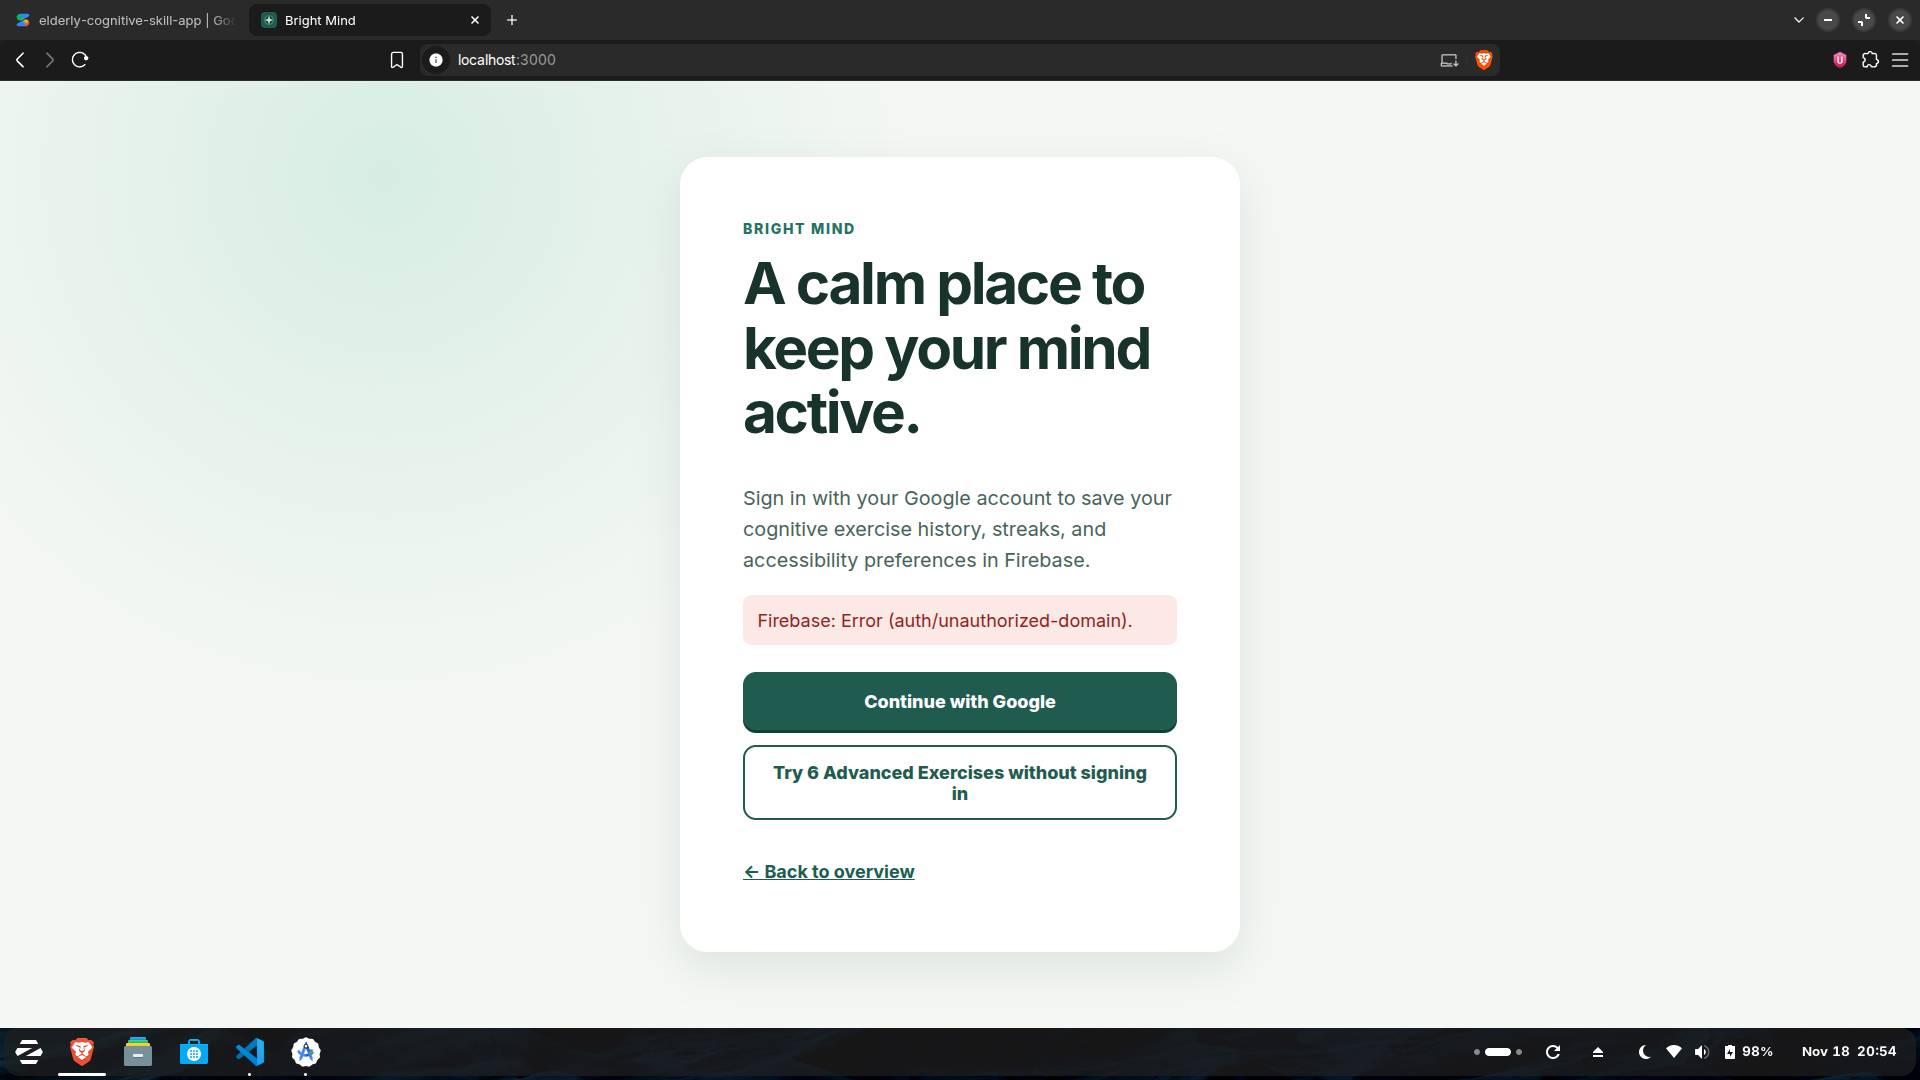 elderly-cognitive-skill-app | Goo
Bright Mind
localhost:3000
BRIGHT MIND
A calm place to
keep your mind
active.
Sign in with your Google account to save your
cognitive exercise history, streaks, and
accessibility preferences in Firebase.
Firebase: Error (auth/unauthorized-domain).
Continue with Google
Try 6 Advanced Exercises without signing
in
← Back to overview
98%
Nov 18 20:54